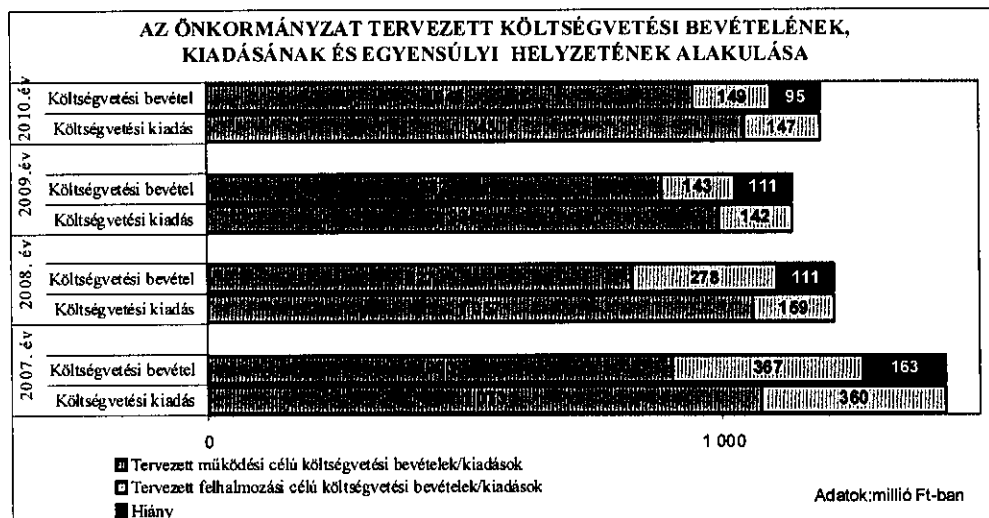 AZ ÖNKORMÁNYZAT TERVEZETT KÖLTSÉGVETÉSI BEVÉTELÉNEK,
KIADÁSÁNAK ÉS EGYENSÚLYI HELYZETÉNEK ALAKULÁSA
2010.év
Költségvetési bevétel 149 95
Költségvetési kiadás 147
2009.év
Költségvetési bevétel 143 111
Költségvetési kiadás 142
2008. év
Költségvetési bevétel 278 111
Költségvetési kiadás 159
2007. év
Költségvetési bevétel 367 163
Költségvetési kiadás 360
0 1 000
Tervezett működési célú költségvetési bevételek/kiadások
Tervezett felhalmozási célú költségvetési bevételek/kiadások
Hiány
Adatok:millió Ft-ban